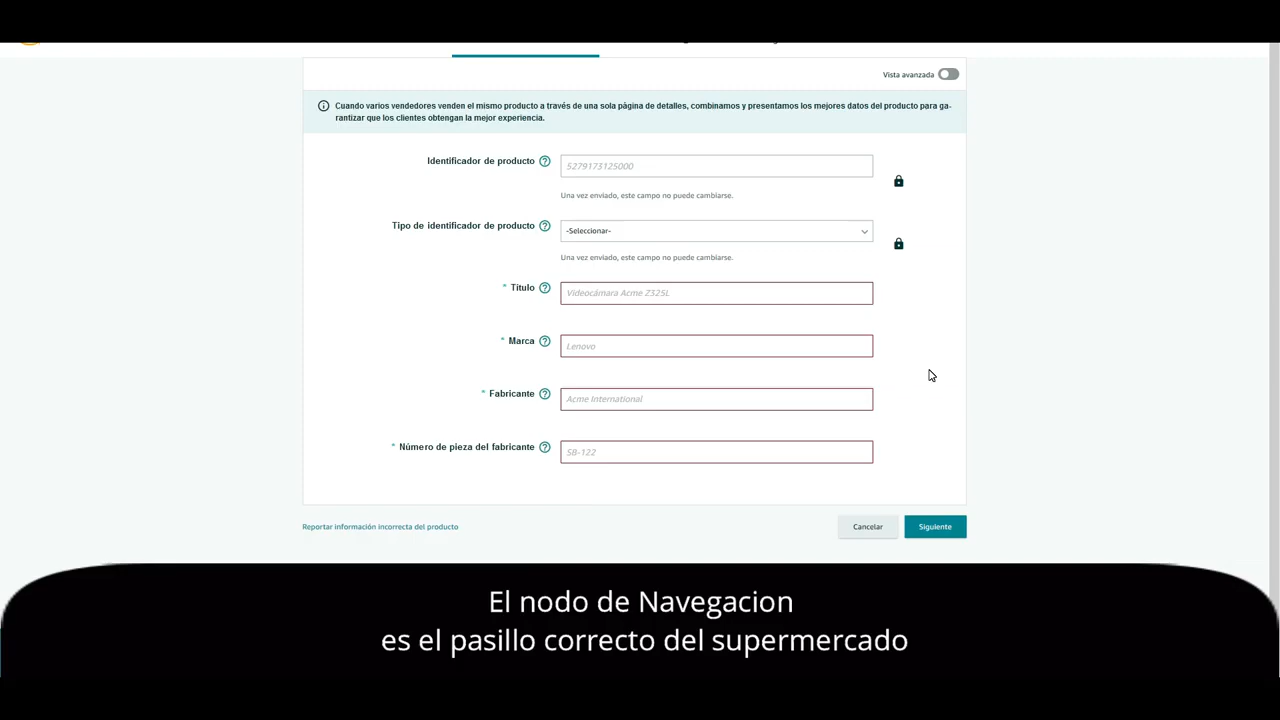 Vista avanzada
Cuando varios vendedores venden el mismo producto a través de una sola página de detalles, combinamos y presentamos los mejores datos del producto para ga-
rantizar que los clientes obtengan la mejor experiencia.
Identificador de producto
5279173125000
Una vez enviado, este campo no puede cambiarse.
Tipo de identificador de producto
-Seleccionar-
Una vez enviado, este campo no puede cambiarse.
* Título
Videocámara Acme Z325L
* Marca
Lenovo
* Fabricante
Acme International
* Número de pieza del fabricante
SB-122
Reportar información incorrecta del producto
Cancelar
Siguiente
El nodo de Navegacion
es el pasillo correcto del supermercado